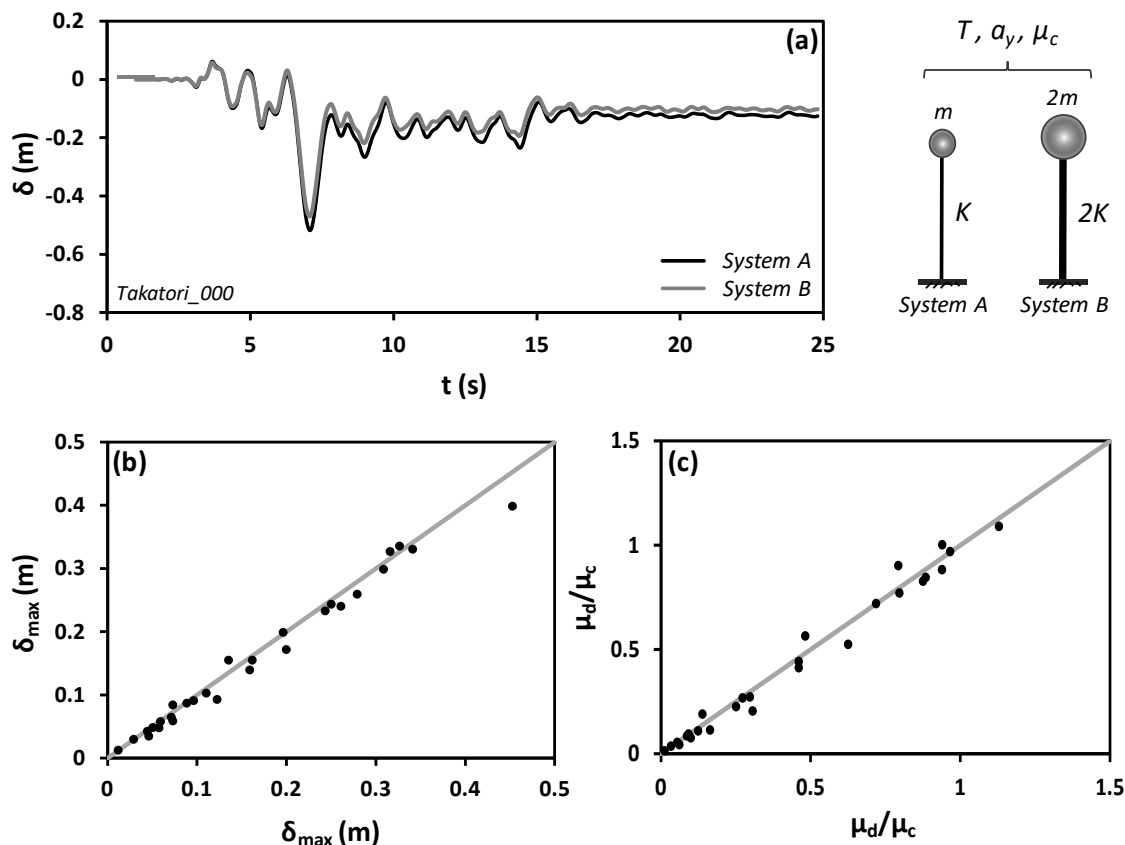 (a)
0.2
0
-0.2
-0.4
-0.6
-0.8
δ (m)
System A
System B
Takatori_000
0 5 10 15 20 25
t (s)
T, a_y, μ_c
m 2m
K 2K
System A System B
(b)
0.5
0.4
0.3
0.2
0.1
0
δ_max (m)
0 0.1 0.2 0.3 0.4 0.5
δ_max (m)
(c)
1.5
1
0.5
0
μ_d/μ_c
0 0.5 1 1.5
μ_d/μ_c